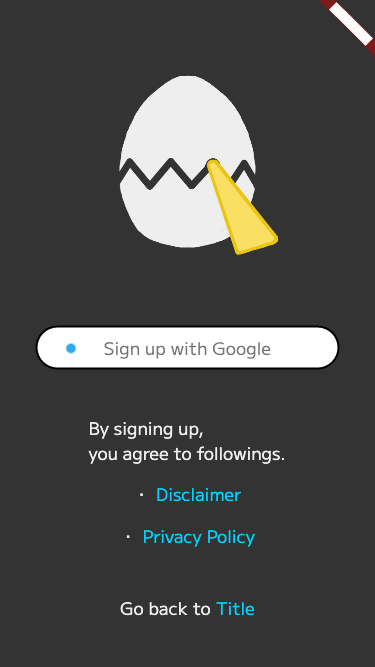 Sign up with Google
By signing up,
you agree to followings.
・ Disclaimer
・ Privacy Policy
Go back to Title